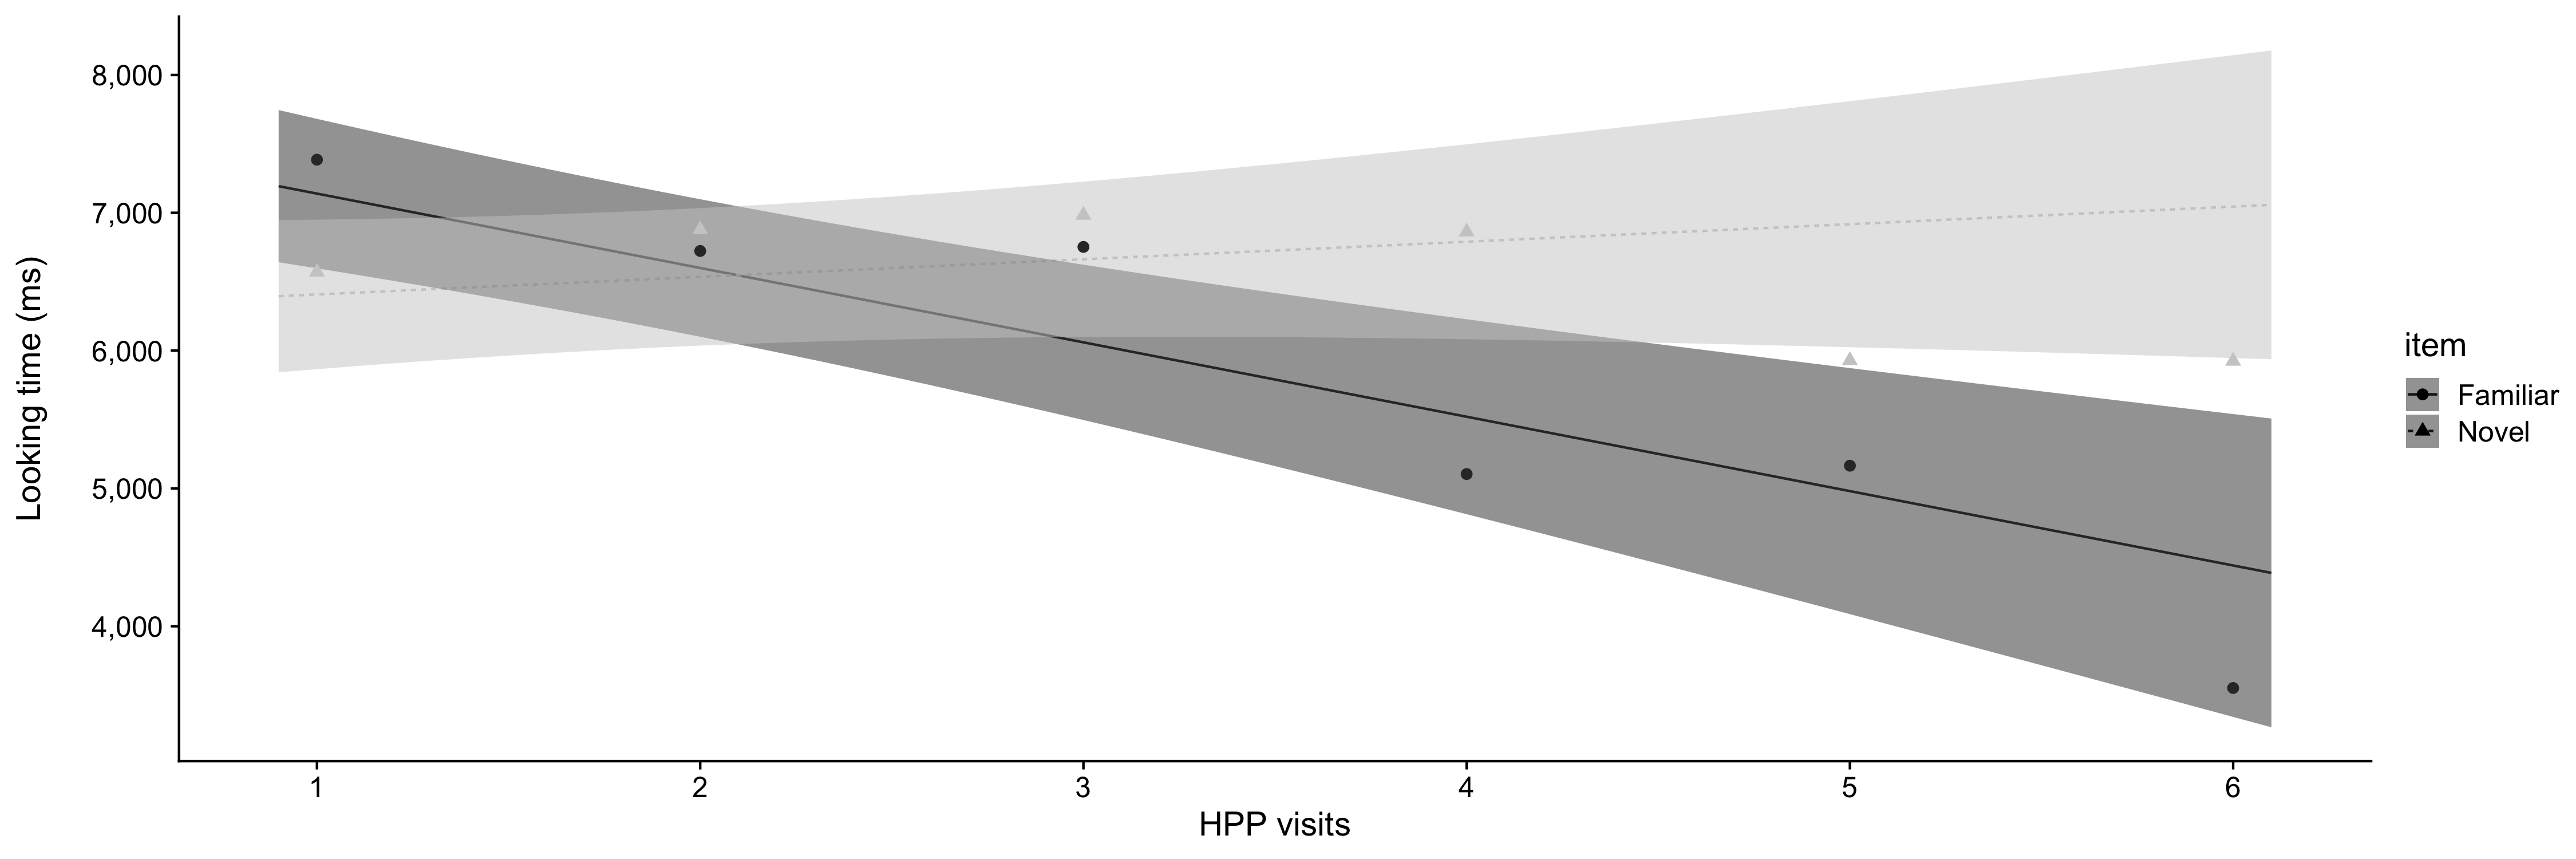 8,000
7,000
6,000
5,000
4,000
Looking time (ms)
1 2 3 4 5 6
HPP visits
item
Familiar
Novel